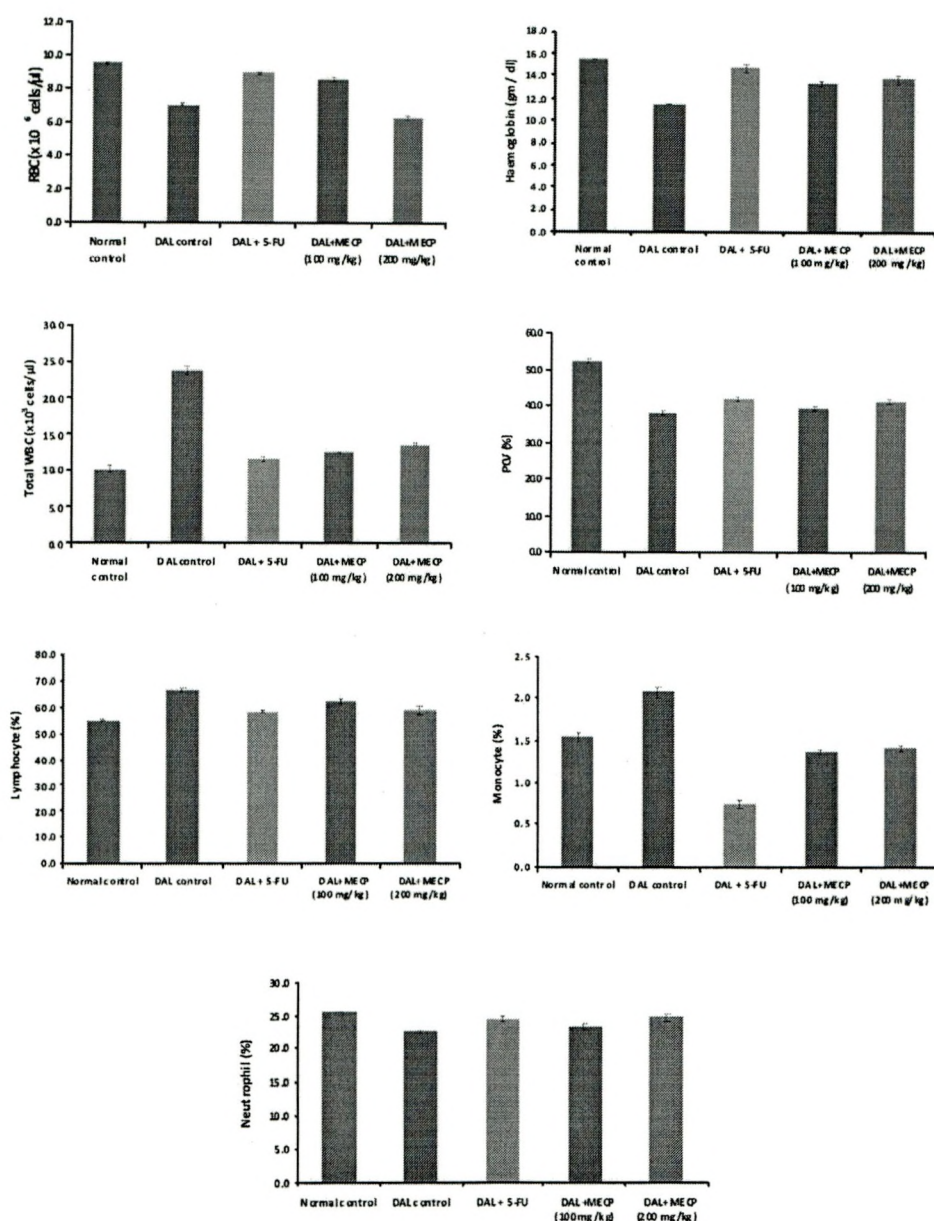 12.0
10.0
8.0
6.0
4.0
2.0
0.0
RBC(x10^6 cells/µl)
Normal control
DAL control
DAL + 5-FU
DAL+MECP (100 mg/kg)
DAL+MECP (200 mg/kg)
18.0
16.0
14.0
12.0
10.0
8.0
6.0
4.0
2.0
0.0
Haemoglobin (gm / dl)
Normal control
DAL control
DAL + 5-FU
DAL+MECP (100 mg/kg)
DAL+MECP (200 mg/kg)
30.0
25.0
20.0
15.0
10.0
5.0
0.0
Total WBC (x10³ cells/µl)
Normal control
DAL control
DAL + 5-FU
DAL+MECP (100 mg/kg)
DAL+MECP (200 mg/kg)
60.0
50.0
40.0
30.0
20.0
10.0
0.0
PCV (%)
Normal control
DAL control
DAL + 5-FU
DAL+MECP (100 mg/kg)
DAL+MECP (200 mg/kg)
80.0
70.0
60.0
50.0
40.0
30.0
20.0
10.0
0.0
Lymphocyte (%)
Normal control
DAL control
DAL + 5-FU
DAL+MECP (100 mg/kg)
DAL+MECP (200 mg/kg)
2.5
2.0
1.5
1.0
0.5
0.0
Monocyte (%)
Normal control
DAL control
DAL + 5-FU
DAL+MECP (100 mg/kg)
DAL+MECP (200 mg/kg)
30.0
25.0
20.0
15.0
10.0
5.0
0.0
Neutrophil (%)
Normal control
DAL control
DAL + 5-FU
DAL+MECP (100mg/kg)
DAL+MECP (200 mg/kg)